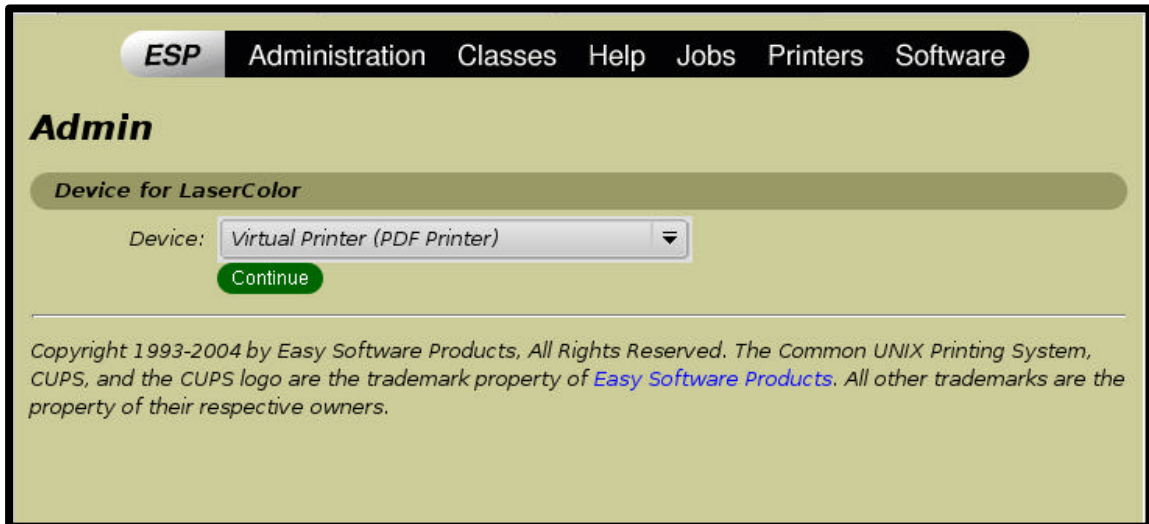 ESP Administration Classes Help Jobs Printers Software
Admin
Device for LaserColor
Device: Virtual Printer (PDF Printer)
Continue
Copyright 1993-2004 by Easy Software Products, All Rights Reserved. The Common UNIX Printing System,
CUPS, and the CUPS logo are the trademark property of Easy Software Products. All other trademarks are the
property of their respective owners.